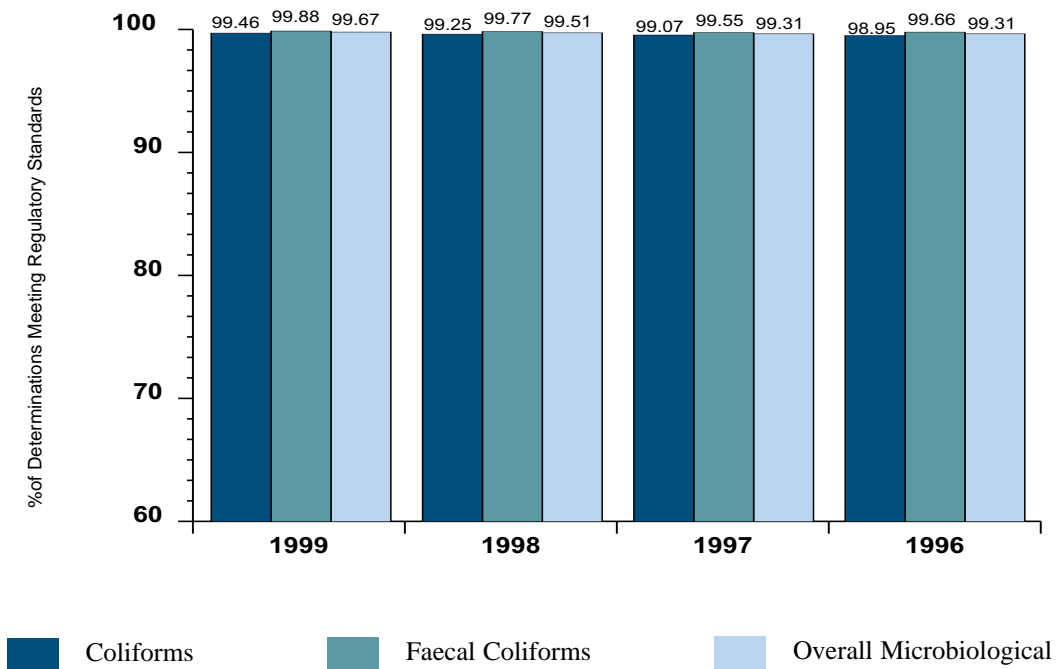 %of Determinations Meeting Regulatory Standards
100
90
80
70
60
99.46 99.88 99.67
99.25 99.77 99.51
99.07 99.55 99.31
98.95 99.66 99.31
1999 1998 1997 1996
Coliforms Faecal Coliforms Overall Microbiological